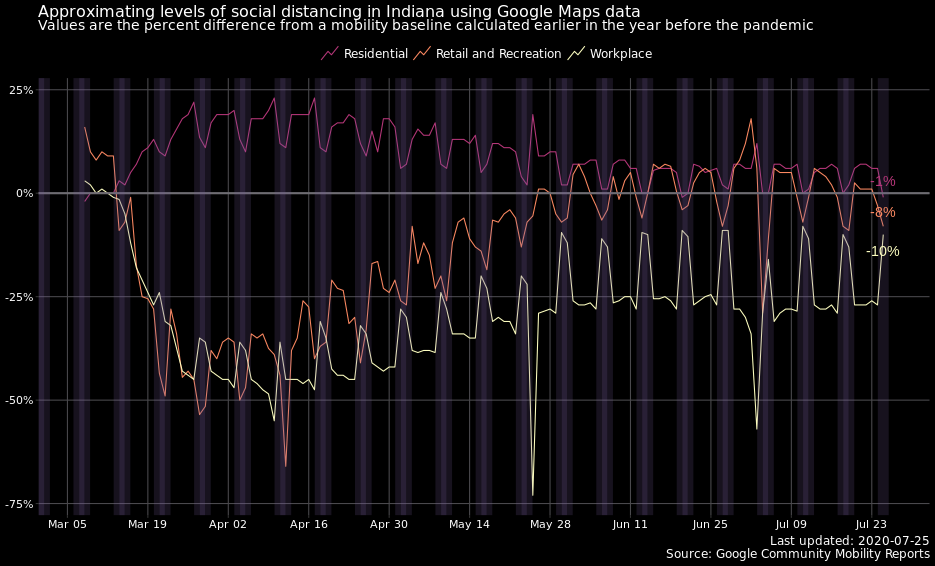 Approximating levels of social distancing in Indiana using Google Maps data
Values are the percent difference from a mobility baseline calculated earlier in the year before the pandemic
Residential Retail and Recreation Workplace
25%
0%
-25%
-50%
-75%
-1%
-8%
-10%
Mar 05 Mar 19 Apr 02 Apr 16 Apr 30 May 14 May 28 Jun 11 Jun 25 Jul 09 Jul 23
Last updated: 2020-07-25
Source: Google Community Mobility Reports